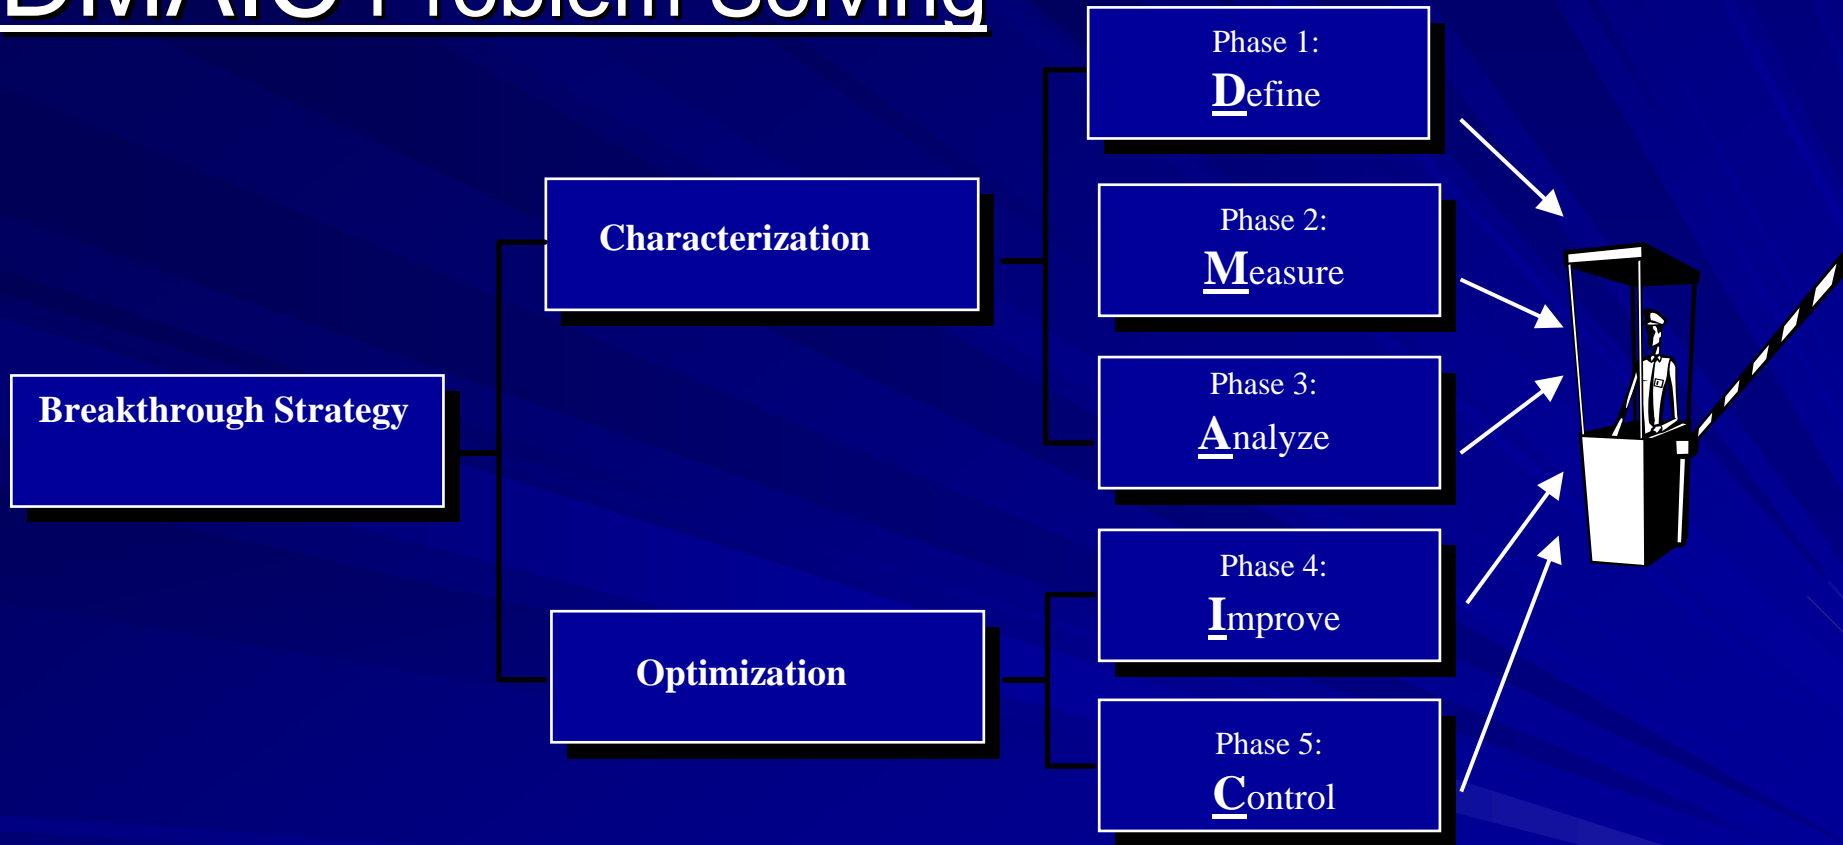 DMAIC Problem Solving
Phase 1:
Define
Characterization
Phase 2:
Measure
Breakthrough Strategy
Phase 3:
Analyze
Phase 4:
Improve
Optimization
Phase 5:
Control